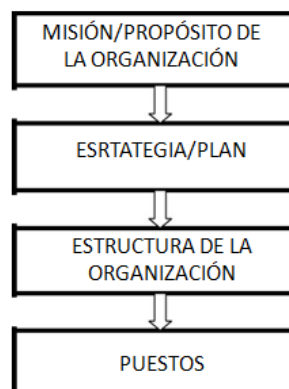 MISIÓN/PROPÓSITO DE
LA ORGANIZACIÓN
ESRTATEGIA/PLAN
ESTRUCTURA DE LA
ORGANIZACIÓN
PUESTOS